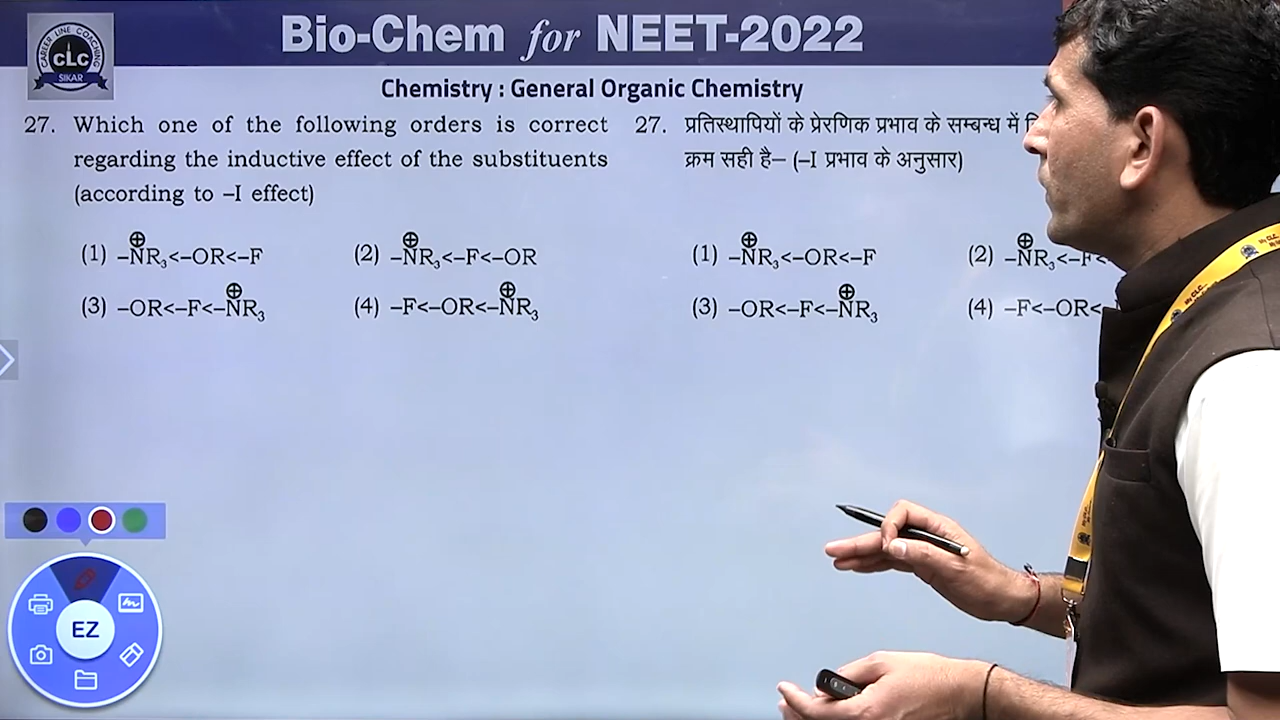 Bio-Chem for NEET-2022
CAREER LINE COACHING
CLC
SIKAR
Chemistry : General Organic Chemistry
27. Which one of the following orders is correct
regarding the inductive effect of the substituents
(according to –I effect)
(1) –N⊕R₃<–OR<–F (2) –N⊕R₃<–F<–OR
(3) –OR<–F<–N⊕R₃ (4) –F<–OR<–N⊕R₃
27. प्रतिस्थापियों के प्रेरणिक प्रभाव के सम्बन्ध में
क्रम सही है– (–I प्रभाव के अनुसार)
(1) –N⊕R₃<–OR<–F (2) –N⊕R₃<–F<
(3) –OR<–F<–N⊕R₃ (4) –F<–OR<
EZ